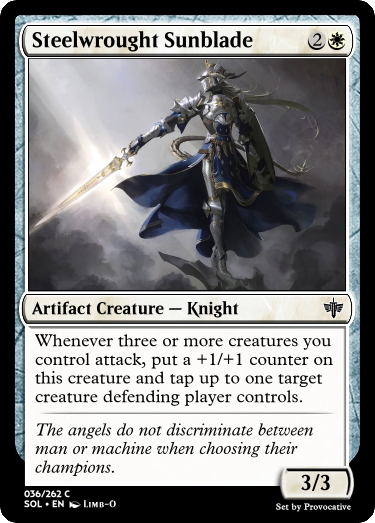 Steelwrought Sunblade 2
Artifact Creature — Knight
Whenever three or more creatures you
control attack, put a +1/+1 counter on
this creature and tap up to one target
creature defending player controls.
The angels do not discriminate between
man or machine when choosing their
champions.
3/3
036/262 C
SOL • EN Limb-O
Set by Provocative